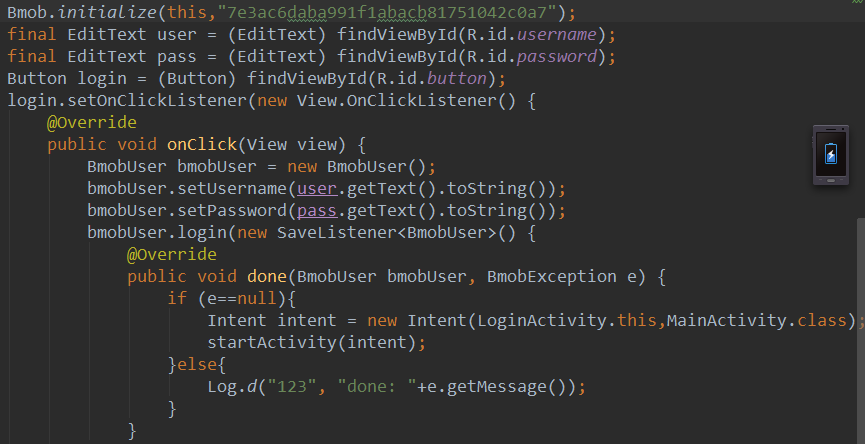 Bmob.initialize(this,"7e3ac6daba991f1abacb81751042c0a7");
final EditText user = (EditText) findViewById(R.id.username);
final EditText pass = (EditText) findViewById(R.id.password);
Button login = (Button) findViewById(R.id.button);
login.setOnClickListener(new View.OnClickListener() {
    @Override
    public void onClick(View view) {
        BmobUser bmobUser = new BmobUser();
        bmobUser.setUsername(user.getText().toString());
        bmobUser.setPassword(pass.getText().toString());
        bmobUser.login(new SaveListener<BmobUser>() {
            @Override
            public void done(BmobUser bmobUser, BmobException e) {
                if (e==null){
                    Intent intent = new Intent(LoginActivity.this,MainActivity.class);
                    startActivity(intent);
                }else{
                    Log.d("123", "done: "+e.getMessage());
                }
            }